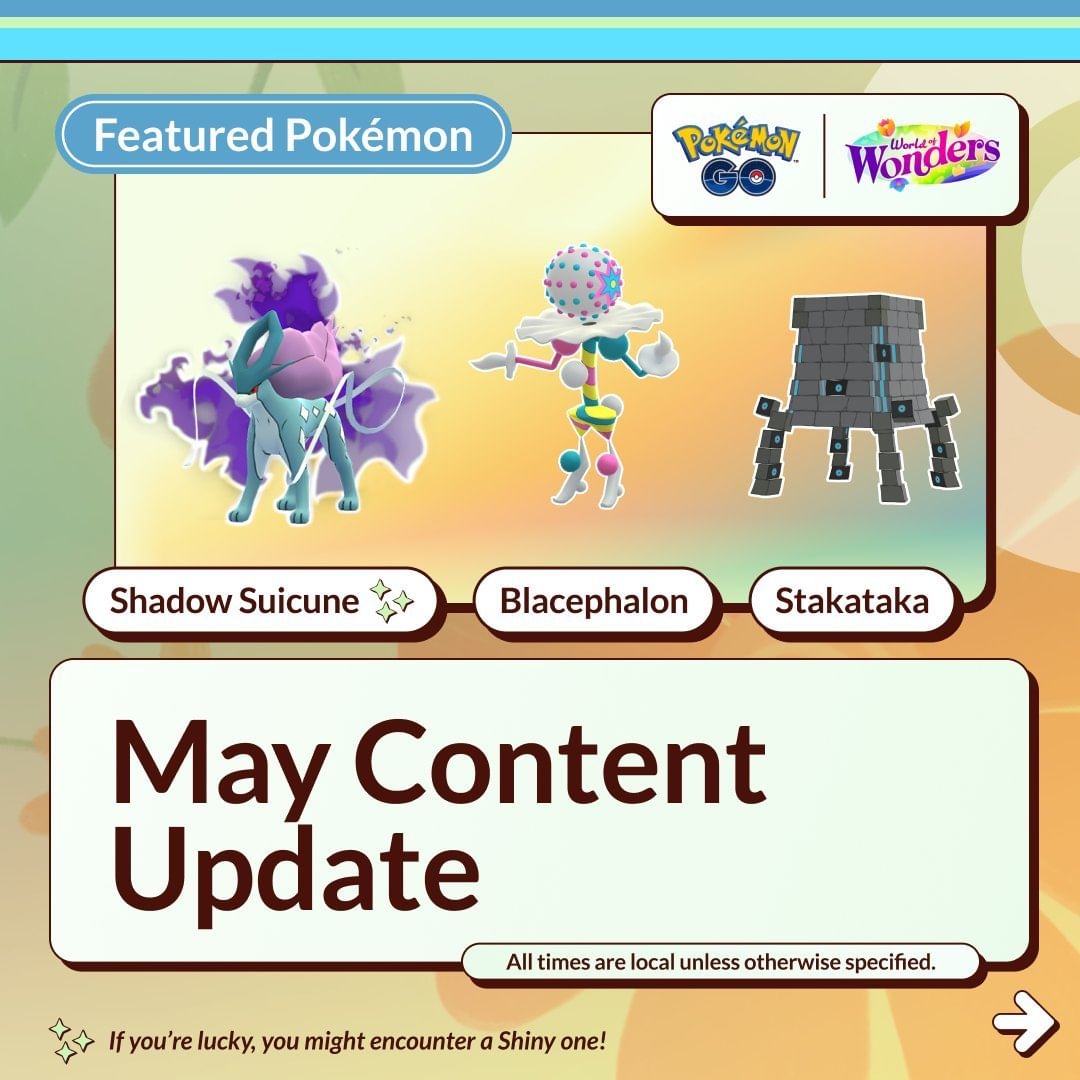 Featured Pokémon
POKÉMON
GO
World of
Wonders
Shadow Suicune
Blacephalon
Stakataka
May Content
Update
All times are local unless otherwise specified.
If you're lucky, you might encounter a Shiny one!